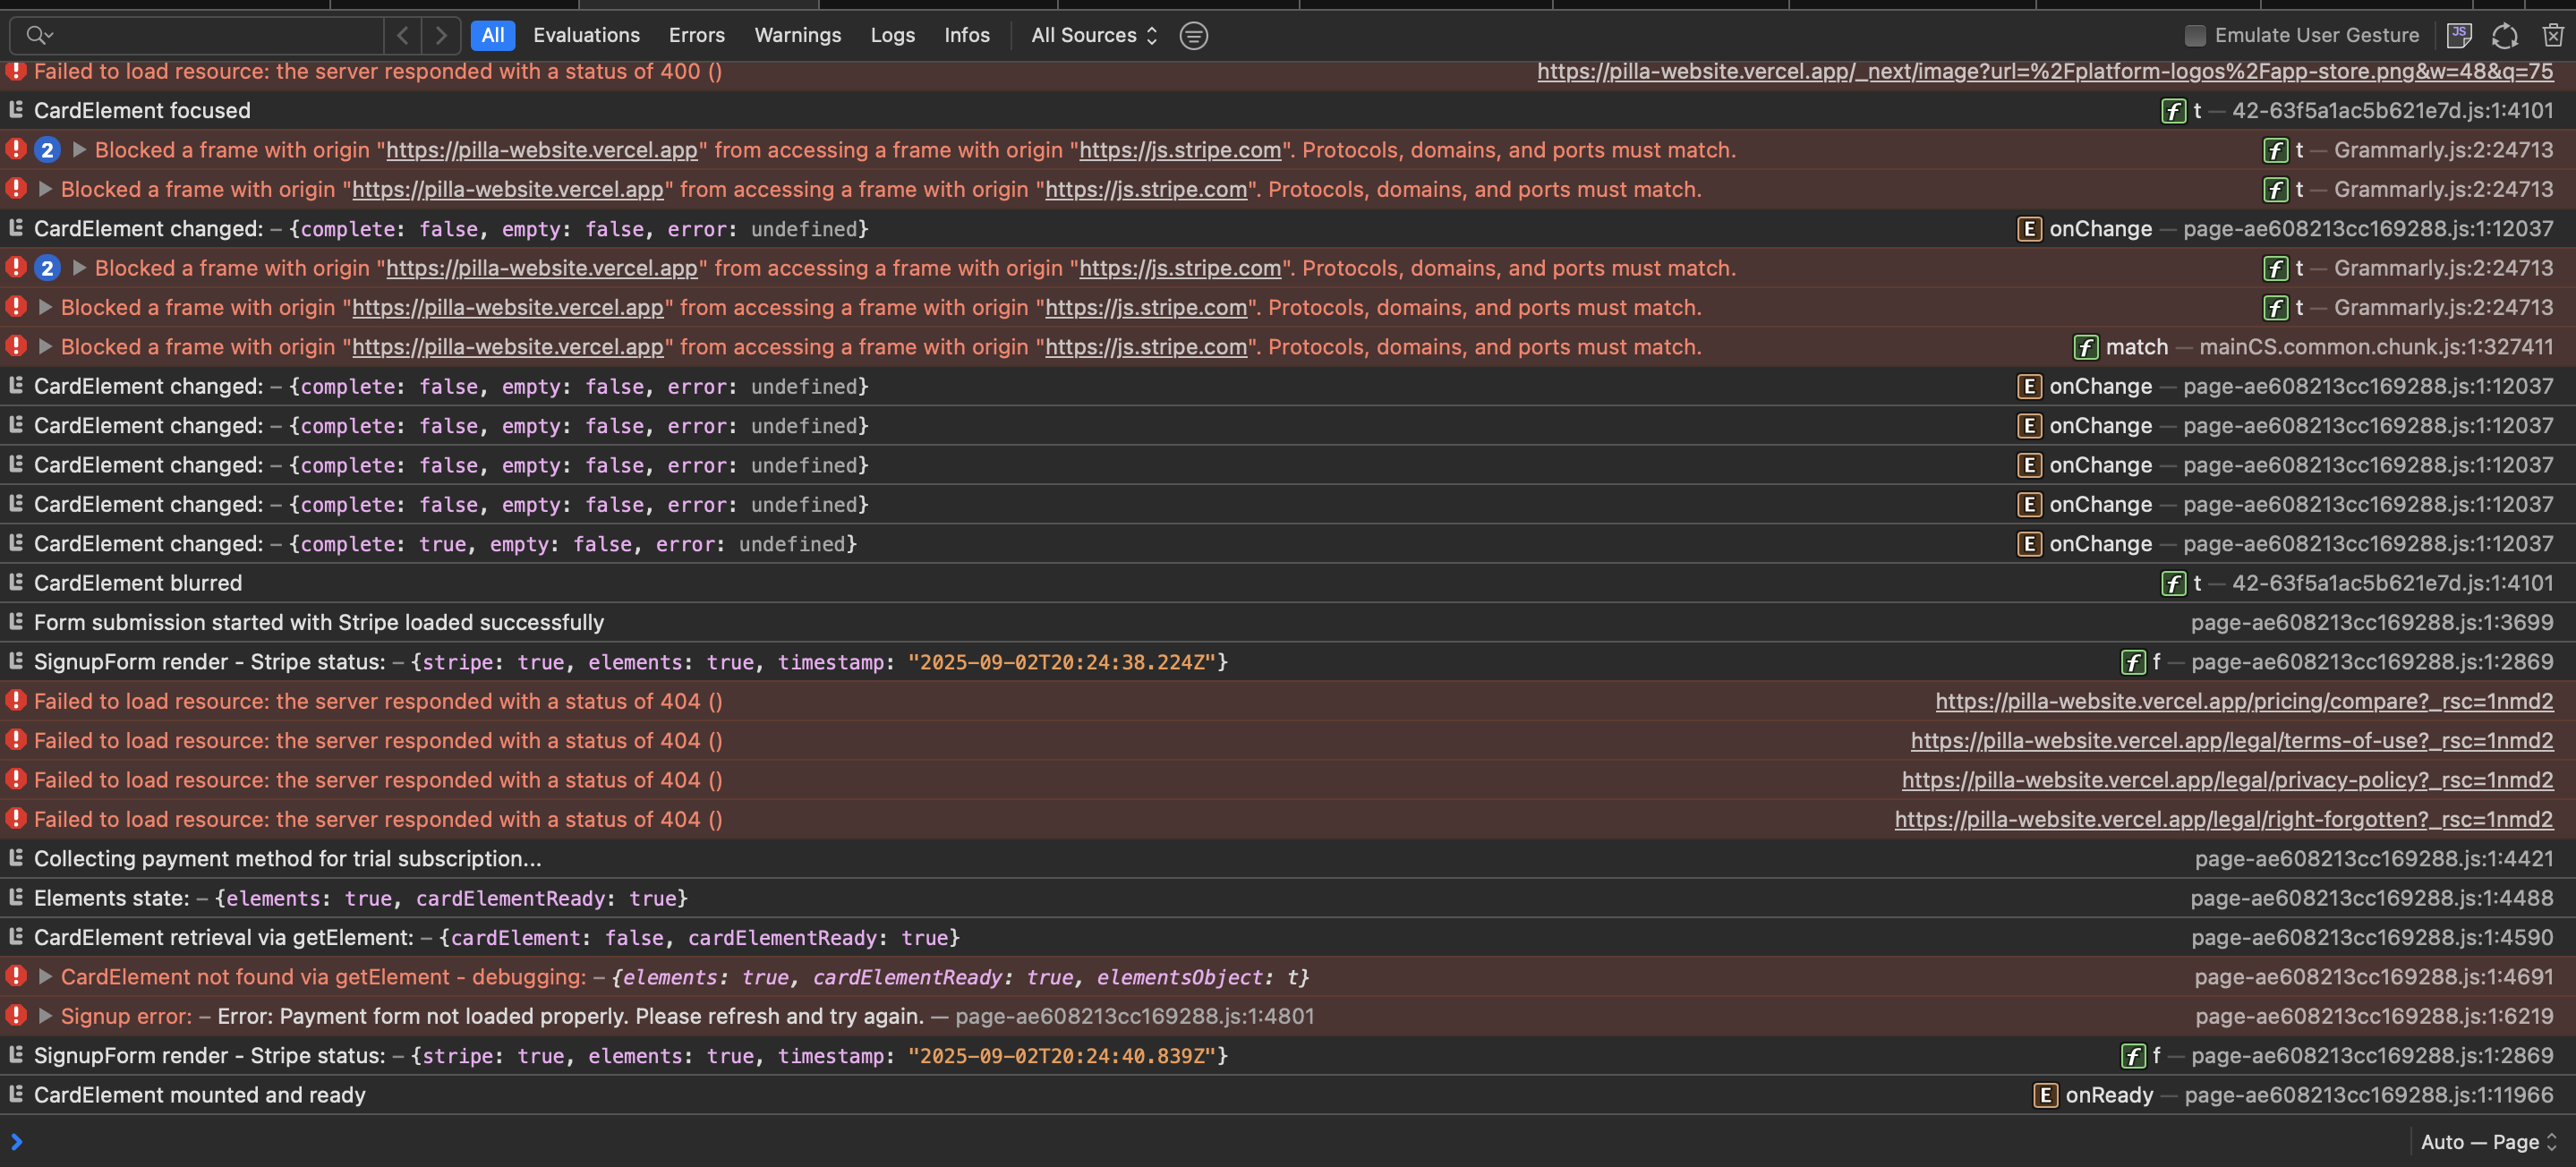 All Evaluations Errors Warnings Logs Infos All Sources Emulate User Gesture JS
Failed to load resource: the server responded with a status of 400 () https://pilla-website.vercel.app/_next/image?url=%2Fplatform-logos%2Fapp-store.png&w=48&q=75
CardElement focused f t — 42-63f5a1ac5b621e7d.js:1:4101
2 Blocked a frame with origin "https://pilla-website.vercel.app" from accessing a frame with origin "https://js.stripe.com". Protocols, domains, and ports must match. f t — Grammarly.js:2:24713
Blocked a frame with origin "https://pilla-website.vercel.app" from accessing a frame with origin "https://js.stripe.com". Protocols, domains, and ports must match. f t — Grammarly.js:2:24713
CardElement changed: – {complete: false, empty: false, error: undefined} E onChange — page-ae608213cc169288.js:1:12037
2 Blocked a frame with origin "https://pilla-website.vercel.app" from accessing a frame with origin "https://js.stripe.com". Protocols, domains, and ports must match. f t — Grammarly.js:2:24713
Blocked a frame with origin "https://pilla-website.vercel.app" from accessing a frame with origin "https://js.stripe.com". Protocols, domains, and ports must match. f t — Grammarly.js:2:24713
Blocked a frame with origin "https://pilla-website.vercel.app" from accessing a frame with origin "https://js.stripe.com". Protocols, domains, and ports must match. f match — mainCS.common.chunk.js:1:327411
CardElement changed: – {complete: false, empty: false, error: undefined} E onChange — page-ae608213cc169288.js:1:12037
CardElement changed: – {complete: false, empty: false, error: undefined} E onChange — page-ae608213cc169288.js:1:12037
CardElement changed: – {complete: false, empty: false, error: undefined} E onChange — page-ae608213cc169288.js:1:12037
CardElement changed: – {complete: false, empty: false, error: undefined} E onChange — page-ae608213cc169288.js:1:12037
CardElement changed: – {complete: true, empty: false, error: undefined} E onChange — page-ae608213cc169288.js:1:12037
CardElement blurred f t — 42-63f5a1ac5b621e7d.js:1:4101
Form submission started with Stripe loaded successfully page-ae608213cc169288.js:1:3699
SignupForm render - Stripe status: – {stripe: true, elements: true, timestamp: "2025-09-02T20:24:38.224Z"} f f — page-ae608213cc169288.js:1:2869
Failed to load resource: the server responded with a status of 404 () https://pilla-website.vercel.app/pricing/compare?_rsc=1nmd2
Failed to load resource: the server responded with a status of 404 () https://pilla-website.vercel.app/legal/terms-of-use?_rsc=1nmd2
Failed to load resource: the server responded with a status of 404 () https://pilla-website.vercel.app/legal/privacy-policy?_rsc=1nmd2
Failed to load resource: the server responded with a status of 404 () https://pilla-website.vercel.app/legal/right-forgotten?_rsc=1nmd2
Collecting payment method for trial subscription... page-ae608213cc169288.js:1:4421
Elements state: – {elements: true, cardElementReady: true} page-ae608213cc169288.js:1:4488
CardElement retrieval via getElement: – {cardElement: false, cardElementReady: true} page-ae608213cc169288.js:1:4590
CardElement not found via getElement - debugging: – {elements: true, cardElementReady: true, elementsObject: t} page-ae608213cc169288.js:1:4691
Signup error: – Error: Payment form not loaded properly. Please refresh and try again. — page-ae608213cc169288.js:1:4801 page-ae608213cc169288.js:1:6219
SignupForm render - Stripe status: – {stripe: true, elements: true, timestamp: "2025-09-02T20:24:40.839Z"} f f — page-ae608213cc169288.js:1:2869
CardElement mounted and ready E onReady — page-ae608213cc169288.js:1:11966
Auto — Page